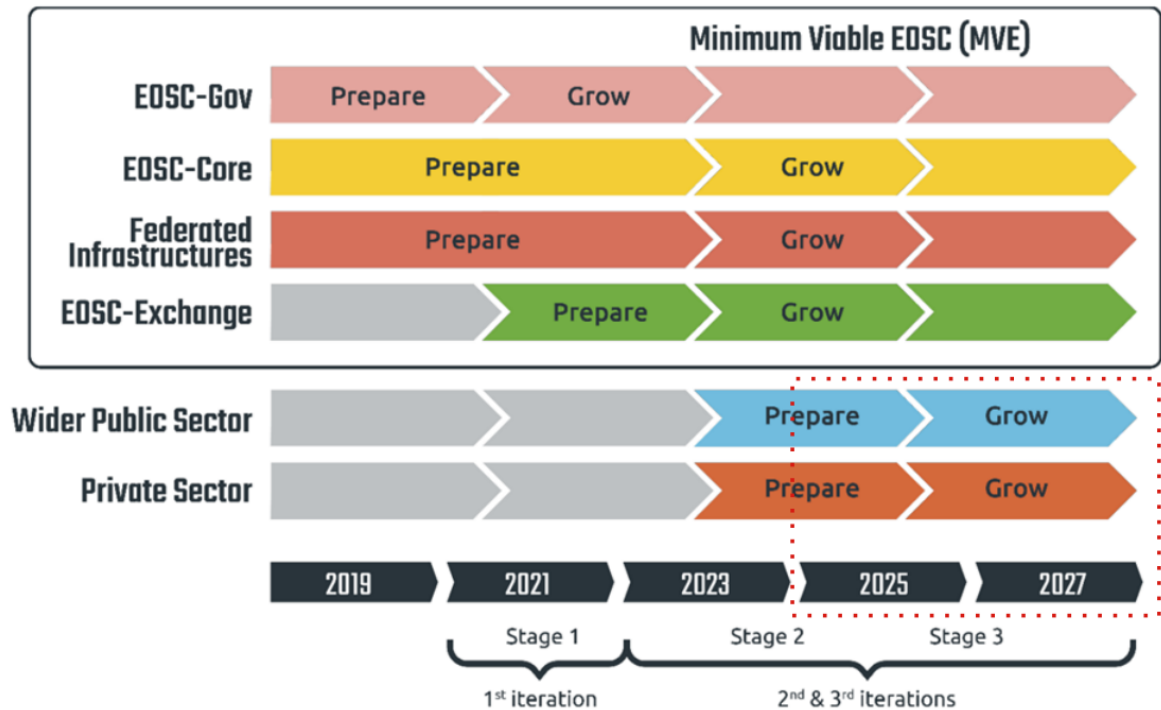 Minimum Viable EOSC (MVE)
EOSC-Gov Prepare Grow
EOSC-Core Prepare Grow
Federated
Infrastructures Prepare Grow
EOSC-Exchange Prepare Grow
Wider Public Sector Prepare Grow
Private Sector Prepare Grow
2019 2021 2023 2025 2027
Stage 1 Stage 2 Stage 3
1st iteration 2nd & 3rd iterations